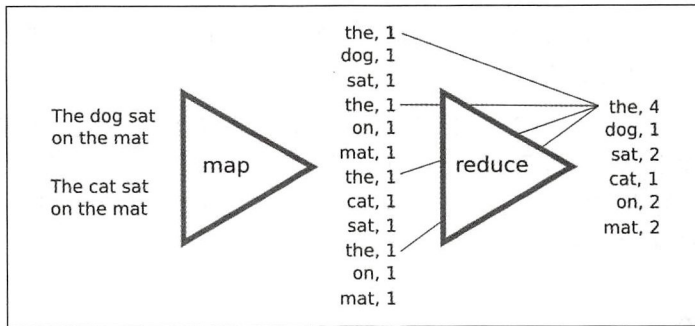 The dog sat
on the mat
The cat sat
on the mat
map
the, 1
dog, 1
sat, 1
the, 1
on, 1
mat, 1
the, 1
cat, 1
sat, 1
the, 1
on, 1
mat, 1
reduce
the, 4
dog, 1
sat, 2
cat, 1
on, 2
mat, 2